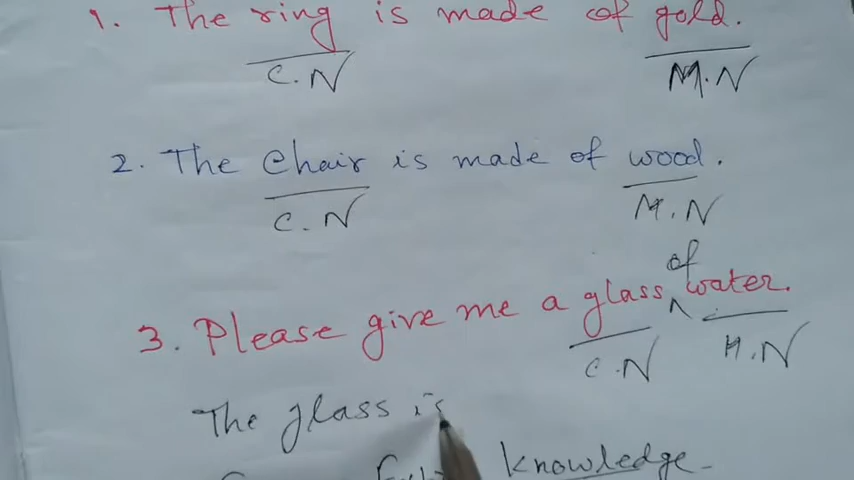 1. The ring is made of gold.
C.N M.N
2. The Chair is made of wood.
C.N M.N
of
3. Please give me a glass ^ water.
C.N M.N
The glass is
knowledge